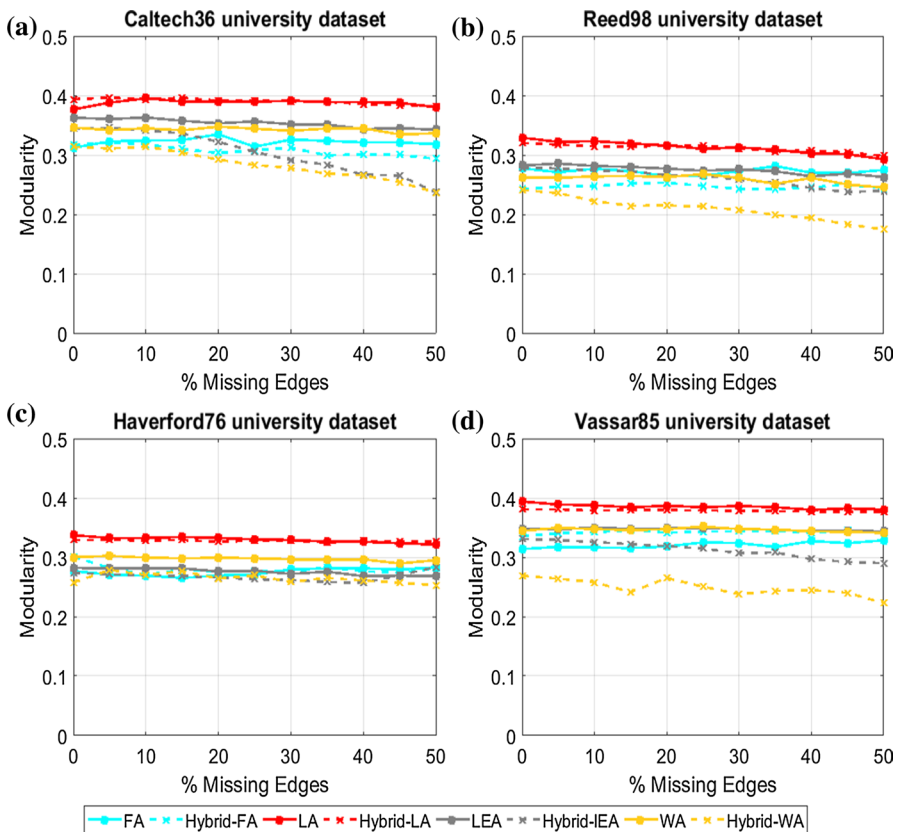 (a) Caltech36 university dataset
0.5
0.4
0.3
0.2
0.1
0
Modularity
0 10 20 30 40 50
% Missing Edges
(b) Reed98 university dataset
0.5
0.4
0.3
0.2
0.1
0
Modularity
0 10 20 30 40 50
% Missing Edges
(c) Haverford76 university dataset
0.5
0.4
0.3
0.2
0.1
0
Modularity
0 10 20 30 40 50
% Missing Edges
(d) Vassar85 university dataset
0.5
0.4
0.3
0.2
0.1
0
Modularity
0 10 20 30 40 50
% Missing Edges
FA Hybrid-FA LA Hybrid-LA LEA Hybrid-IEA WA Hybrid-WA